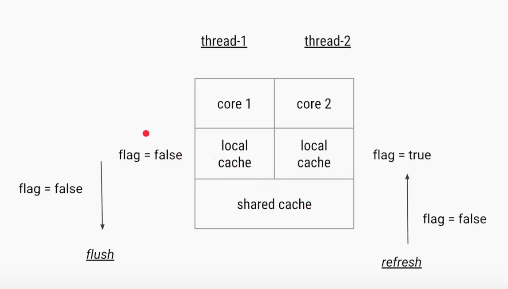 thread-1
thread-2
core 1
core 2
flag = false
local
cache
local
cache
flag = true
flag = false
shared cache
flag = false
flush
refresh